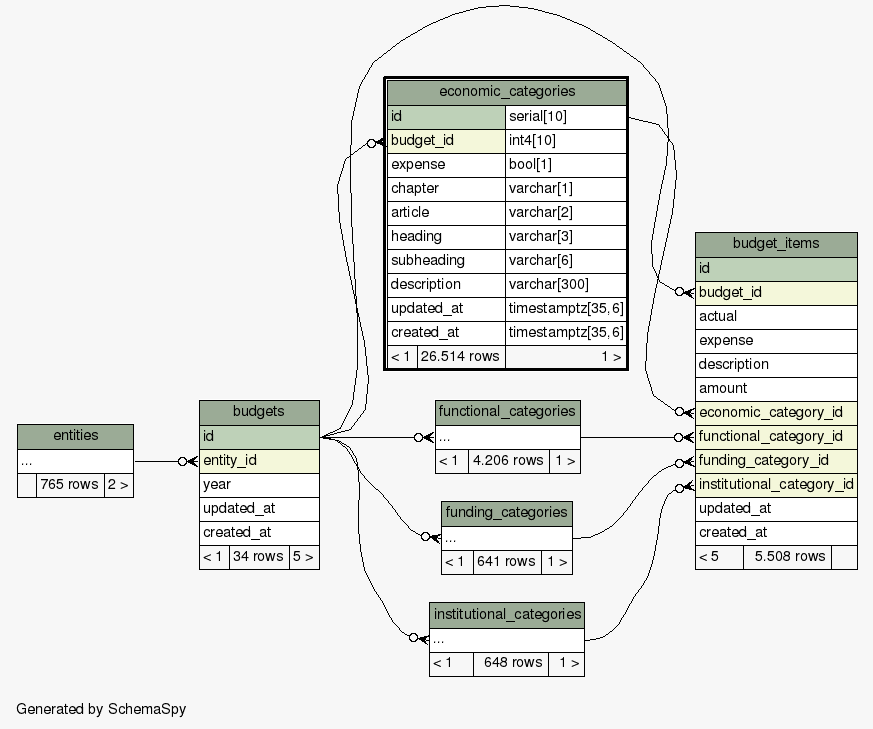 economic_categories
id serial[10]
budget_id int4[10]
expense bool[1]
chapter varchar[1]
article varchar[2]
heading varchar[3]
subheading varchar[6]
description varchar[300]
updated_at timestamptz[35,6]
created_at timestamptz[35,6]
< 1 26.514 rows 1 >
budget_items
id
budget_id
actual
expense
description
amount
economic_category_id
functional_category_id
funding_category_id
institutional_category_id
updated_at
created_at
< 5 5.508 rows
entities
...
765 rows 2 >
budgets
id
entity_id
year
updated_at
created_at
< 1 34 rows 5 >
functional_categories
...
< 1 4.206 rows 1 >
funding_categories
...
< 1 641 rows 1 >
institutional_categories
...
< 1 648 rows 1 >
Generated by SchemaSpy